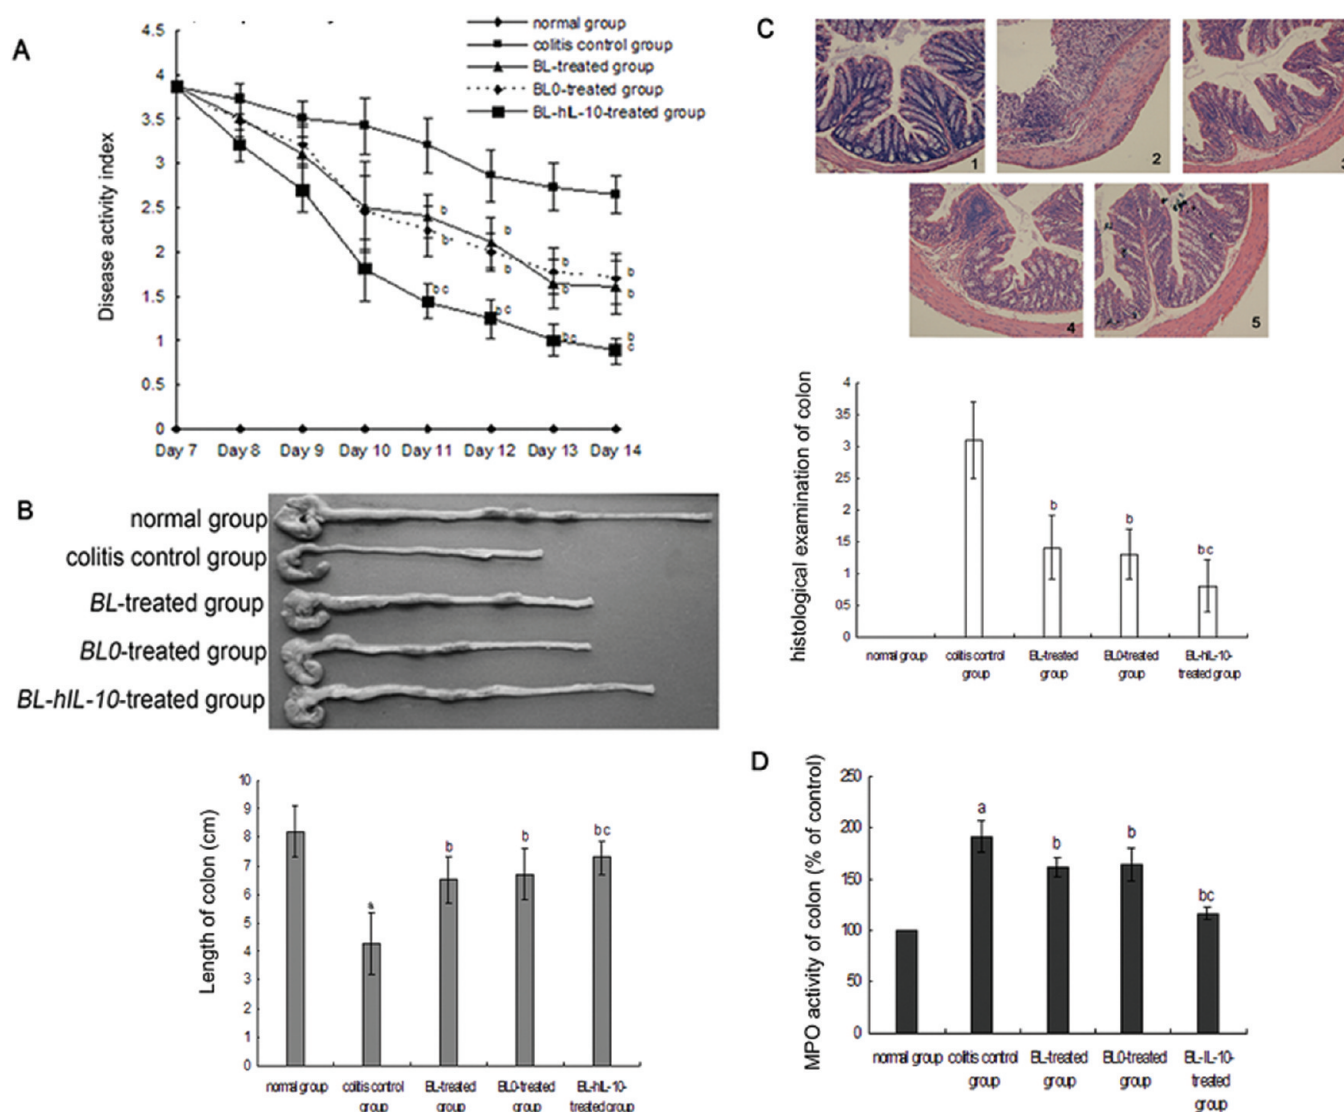 A
normal group
colitis control group
BL-treated group
BL0-treated group
BL-hIL-10-treated group
Disease activity index
4.5
4
3.5
3
2.5
2
1.5
1
0.5
0
b
b
b
b
b
b
b
b
bc
bc
bc
b
c
Day 7 Day 8 Day 9 Day 10 Day 11 Day 12 Day 13 Day 14
B
normal group
colitis control group
BL-treated group
BL0-treated group
BL-hIL-10-treated group
Length of colon (cm)
10
9
8
7
6
5
4
3
2
1
0
a
b
b
bc
normal group
colitis control
group
BL-treated
group
BL0-treated
group
BL-hIL-10-
treated group
C
1
2
3
4
5
histological examination of colon
4
3.5
3
2.5
2
1.5
1
05
0
b
b
bc
normal group
colitis control
group
BL-treated
group
BL0-treated
group
BL-hIL-10-
treated group
D
MPO activity of colon (% of control)
250
200
150
100
50
0
a
b
b
bc
normal group
colitis control
group
BL-treated
group
BL0-treated
group
BL-IL-10-
treated
group